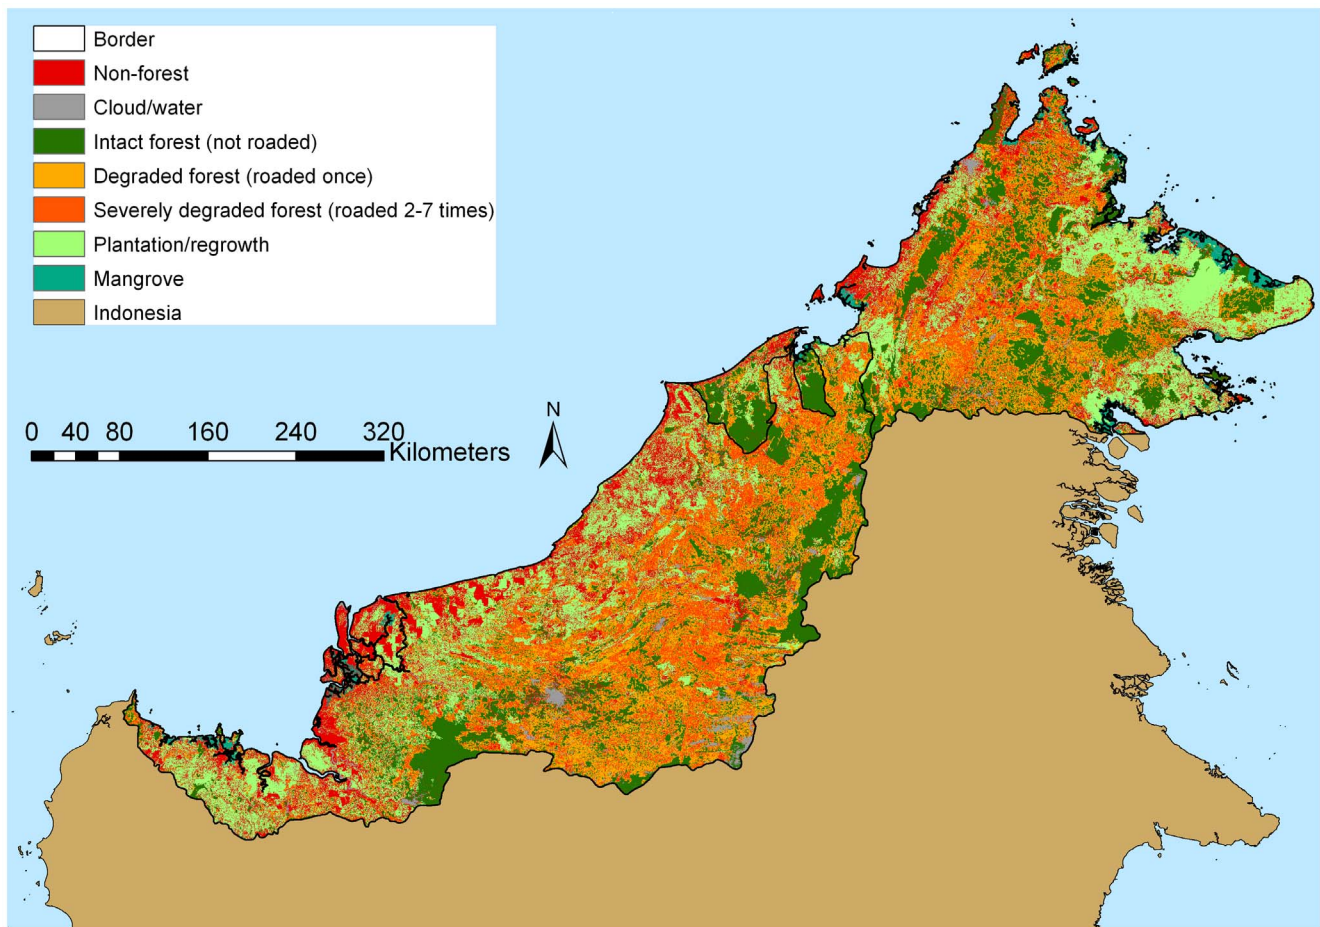 Border
Non-forest
Cloud/water
Intact forest (not roaded)
Degraded forest (roaded once)
Severely degraded forest (roaded 2-7 times)
Plantation/regrowth
Mangrove
Indonesia
N
0 40 80 160 240 320
Kilometers